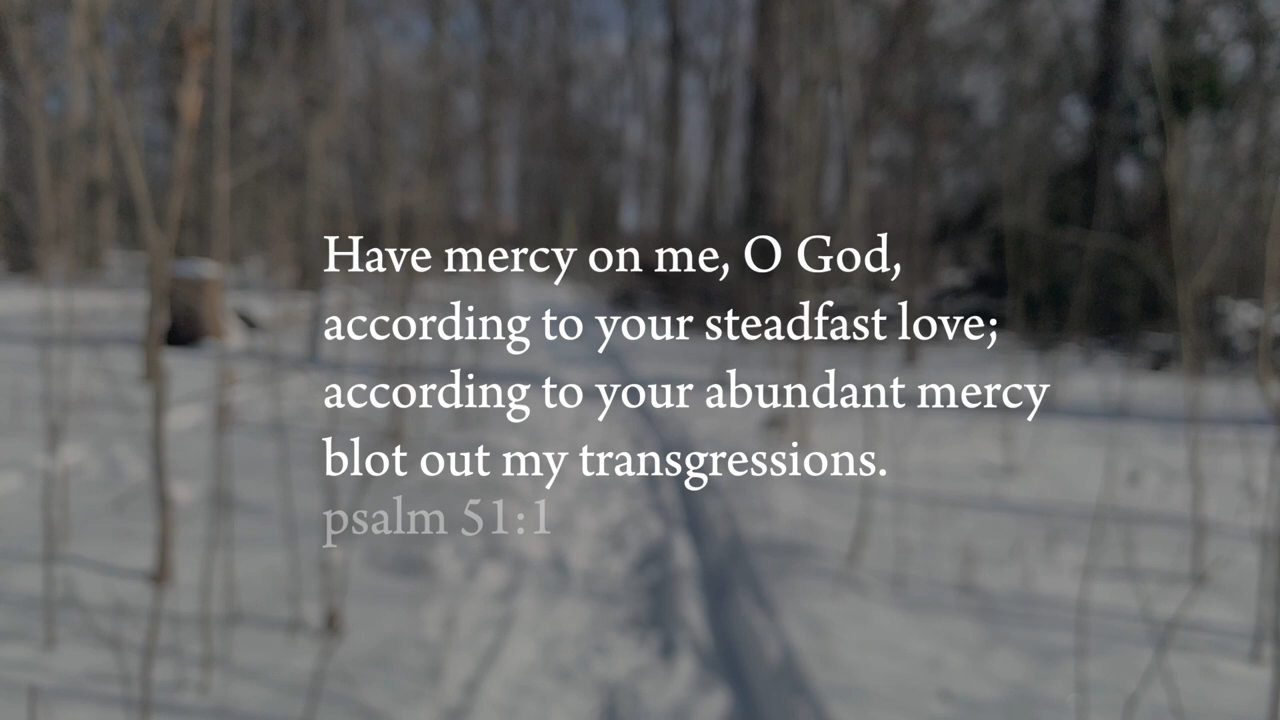 Have mercy on me, O God,
according to your steadfast love;
according to your abundant mercy
blot out my transgressions.
psalm 51:1